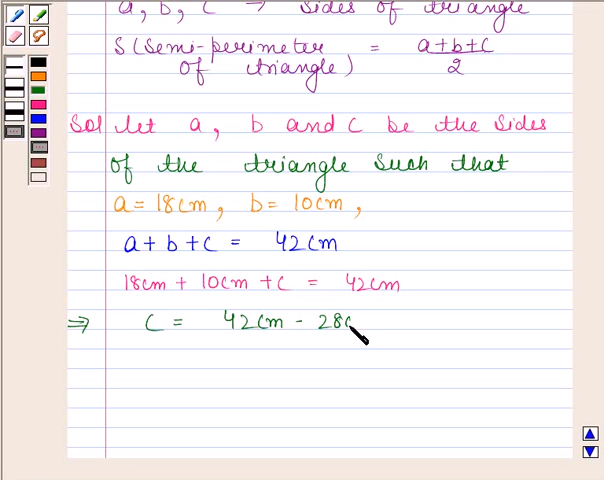 a, b, c → Sides of triangle
S (Semi-perimeter of triangle) = a+b+c / 2
Sol let a, b and c be the sides
of the triangle such that
a = 18cm, b = 10cm,
a + b + c = 42cm
18cm + 10cm + c = 42cm
⇒ c = 42cm - 28c